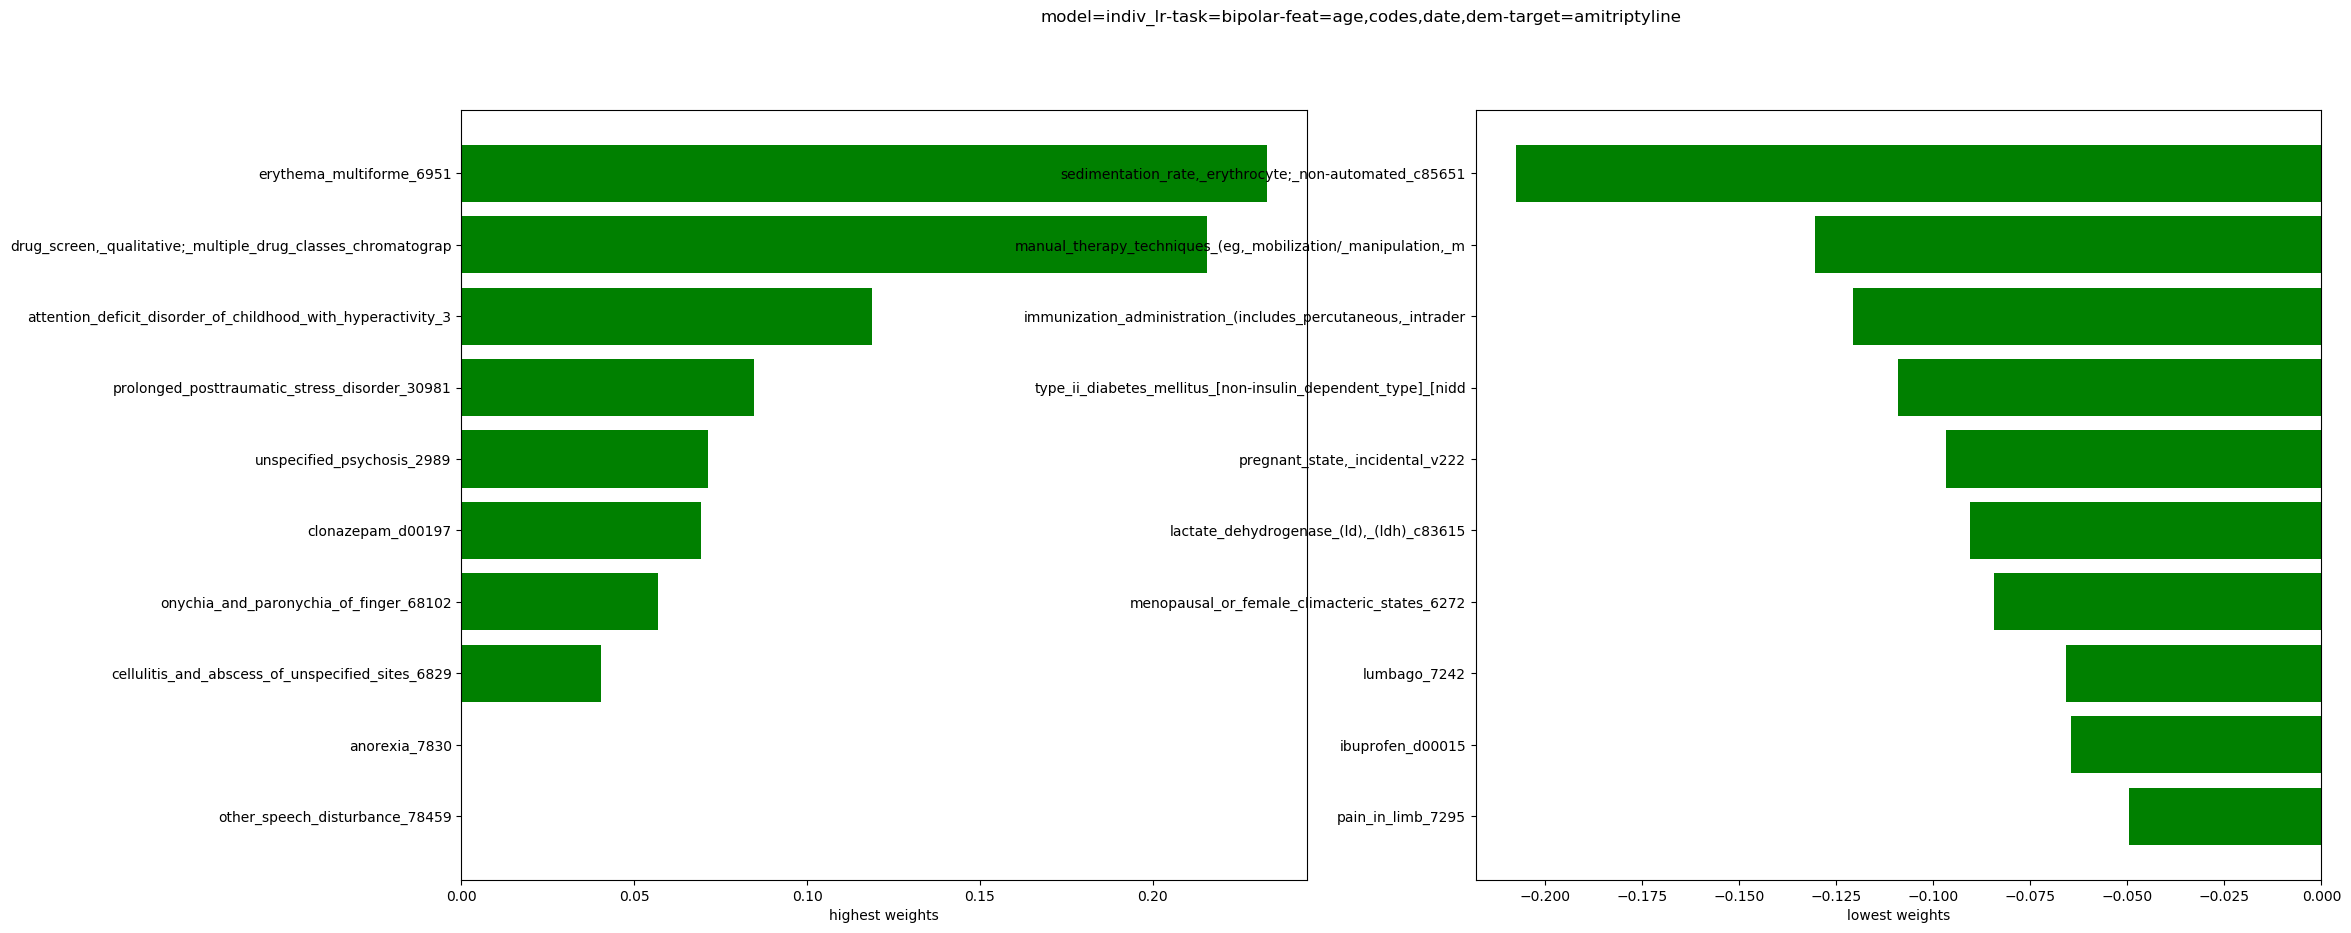 model=indiv_lr-task=bipolar-feat=age,codes,date,dem-target=amitriptyline
erythema_multiforme_6951
drug_screen,_qualitative;_multiple_drug_classes_chromatograp
attention_deficit_disorder_of_childhood_with_hyperactivity_3
prolonged_posttraumatic_stress_disorder_30981
unspecified_psychosis_2989
clonazepam_d00197
onychia_and_paronychia_of_finger_68102
cellulitis_and_abscess_of_unspecified_sites_6829
anorexia_7830
other_speech_disturbance_78459
0.00 0.05 0.10 0.15 0.20
highest weights
sedimentation_rate,_erythrocyte;_non-automated_c85651
manual_therapy_techniques_(eg,_mobilization/_manipulation,_m
immunization_administration_(includes_percutaneous,_intrader
type_ii_diabetes_mellitus_[non-insulin_dependent_type]_[nidd
pregnant_state,_incidental_v222
lactate_dehydrogenase_(ld),_(ldh)_c83615
menopausal_or_female_climacteric_states_6272
lumbago_7242
ibuprofen_d00015
pain_in_limb_7295
−0.200 −0.175 −0.150 −0.125 −0.100 −0.075 −0.050 −0.025 0.000
lowest weights